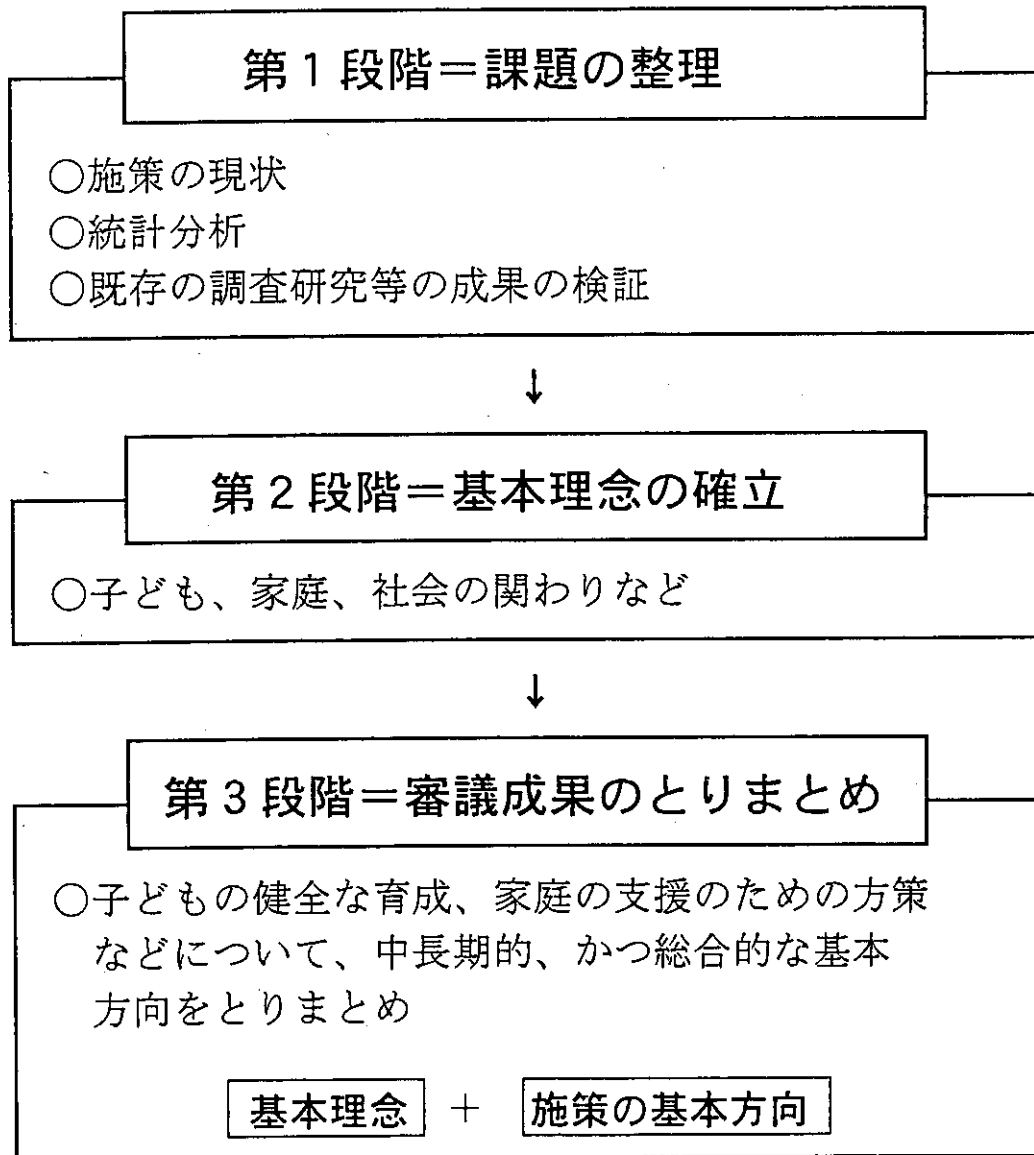 第1段階=課題の整理
○施策の現状
○統計分析
○既存の調査研究等の成果の検証
↓
第2段階=基本理念の確立
○子ども、家庭、社会の関わりなど
↓
第3段階=審議成果のとりまとめ
○子どもの健全な育成、家庭の支援のための方策
などについて、中長期的、かつ総合的な基本
方向をとりまとめ
基本理念 + 施策の基本方向